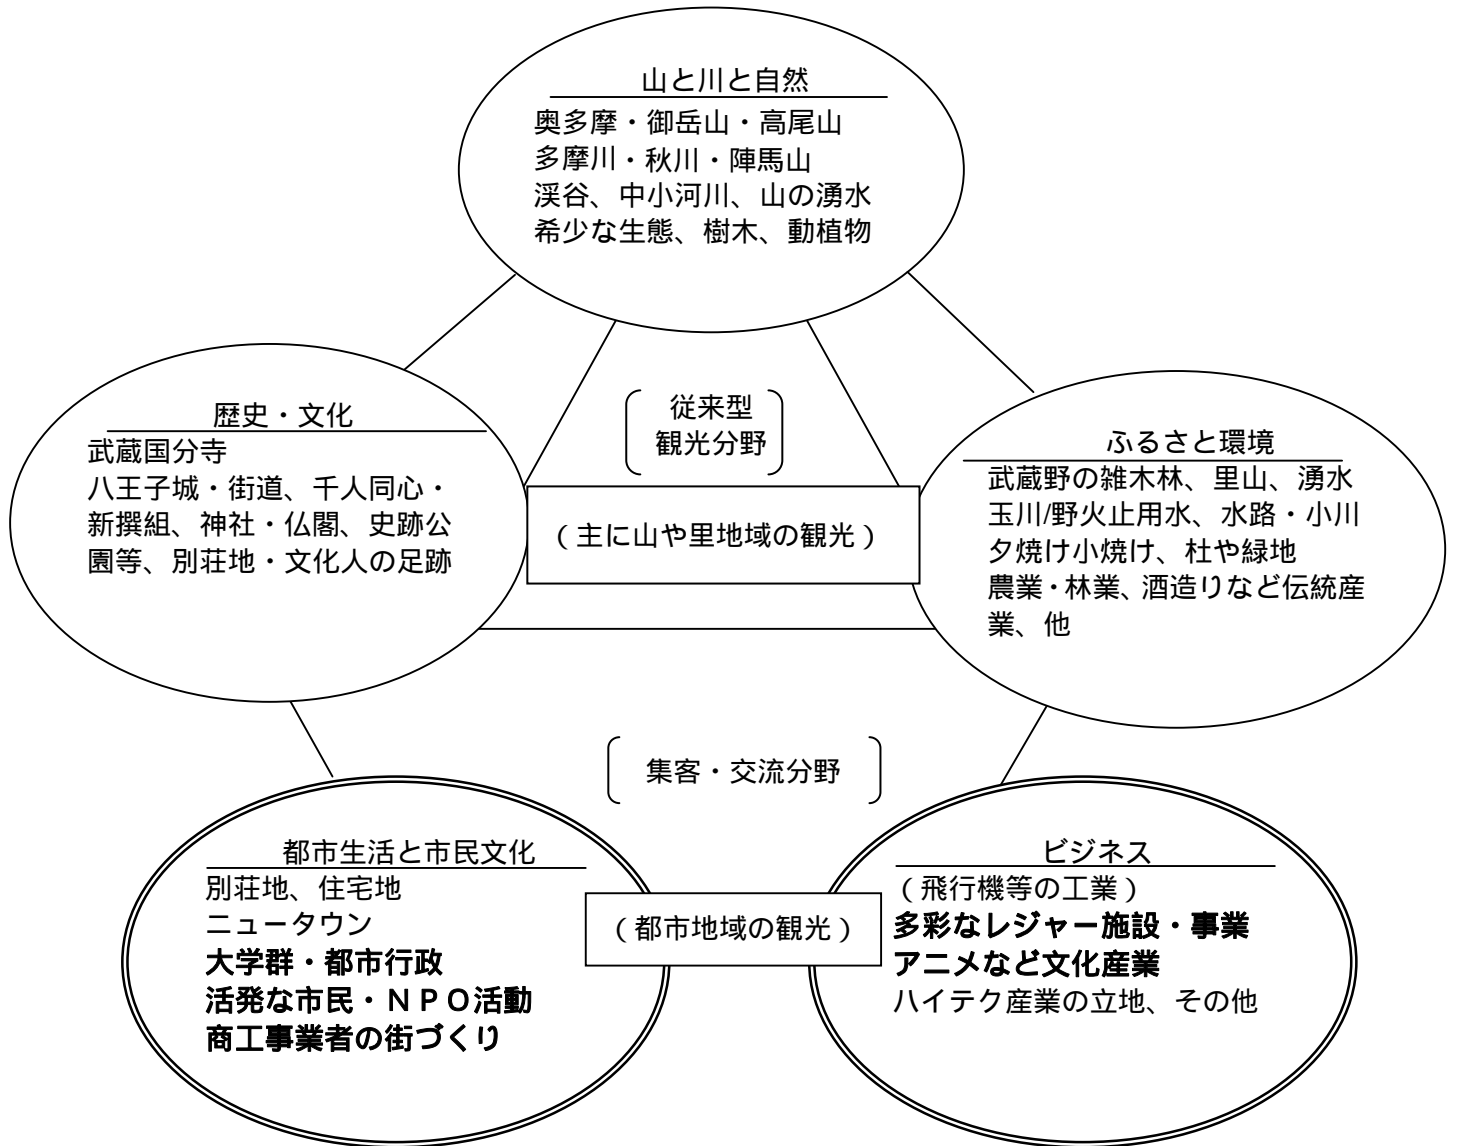 山と川と自然
奥多摩・御岳山・高尾山
多摩川・秋川・陣馬山
渓谷、中小河川、山の湧水
希少な生態、樹木、動植物
従来型
観光分野
歴史・文化
武蔵国分寺
八王子城・街道、千人同心・
新撰組、神社・仏閣、史跡公
園等、別荘地・文化人の足跡
(主に山や里地域の観光)
ふるさと環境
武蔵野の雑木林、里山、湧水
玉川/野火止用水、水路・小川
夕焼け小焼け、杜や緑地
農業・林業、酒造りなど伝統産
業、他
集客・交流分野
都市生活と市民文化
別荘地、住宅地
ニュータウン
大学群・都市行政
活発な市民・NPO活動
商工事業者の街づくり
(都市地域の観光)
ビジネス
(飛行機等の工業)
多彩なレジャー施設・事業
アニメなど文化産業
ハイテク産業の立地、その他